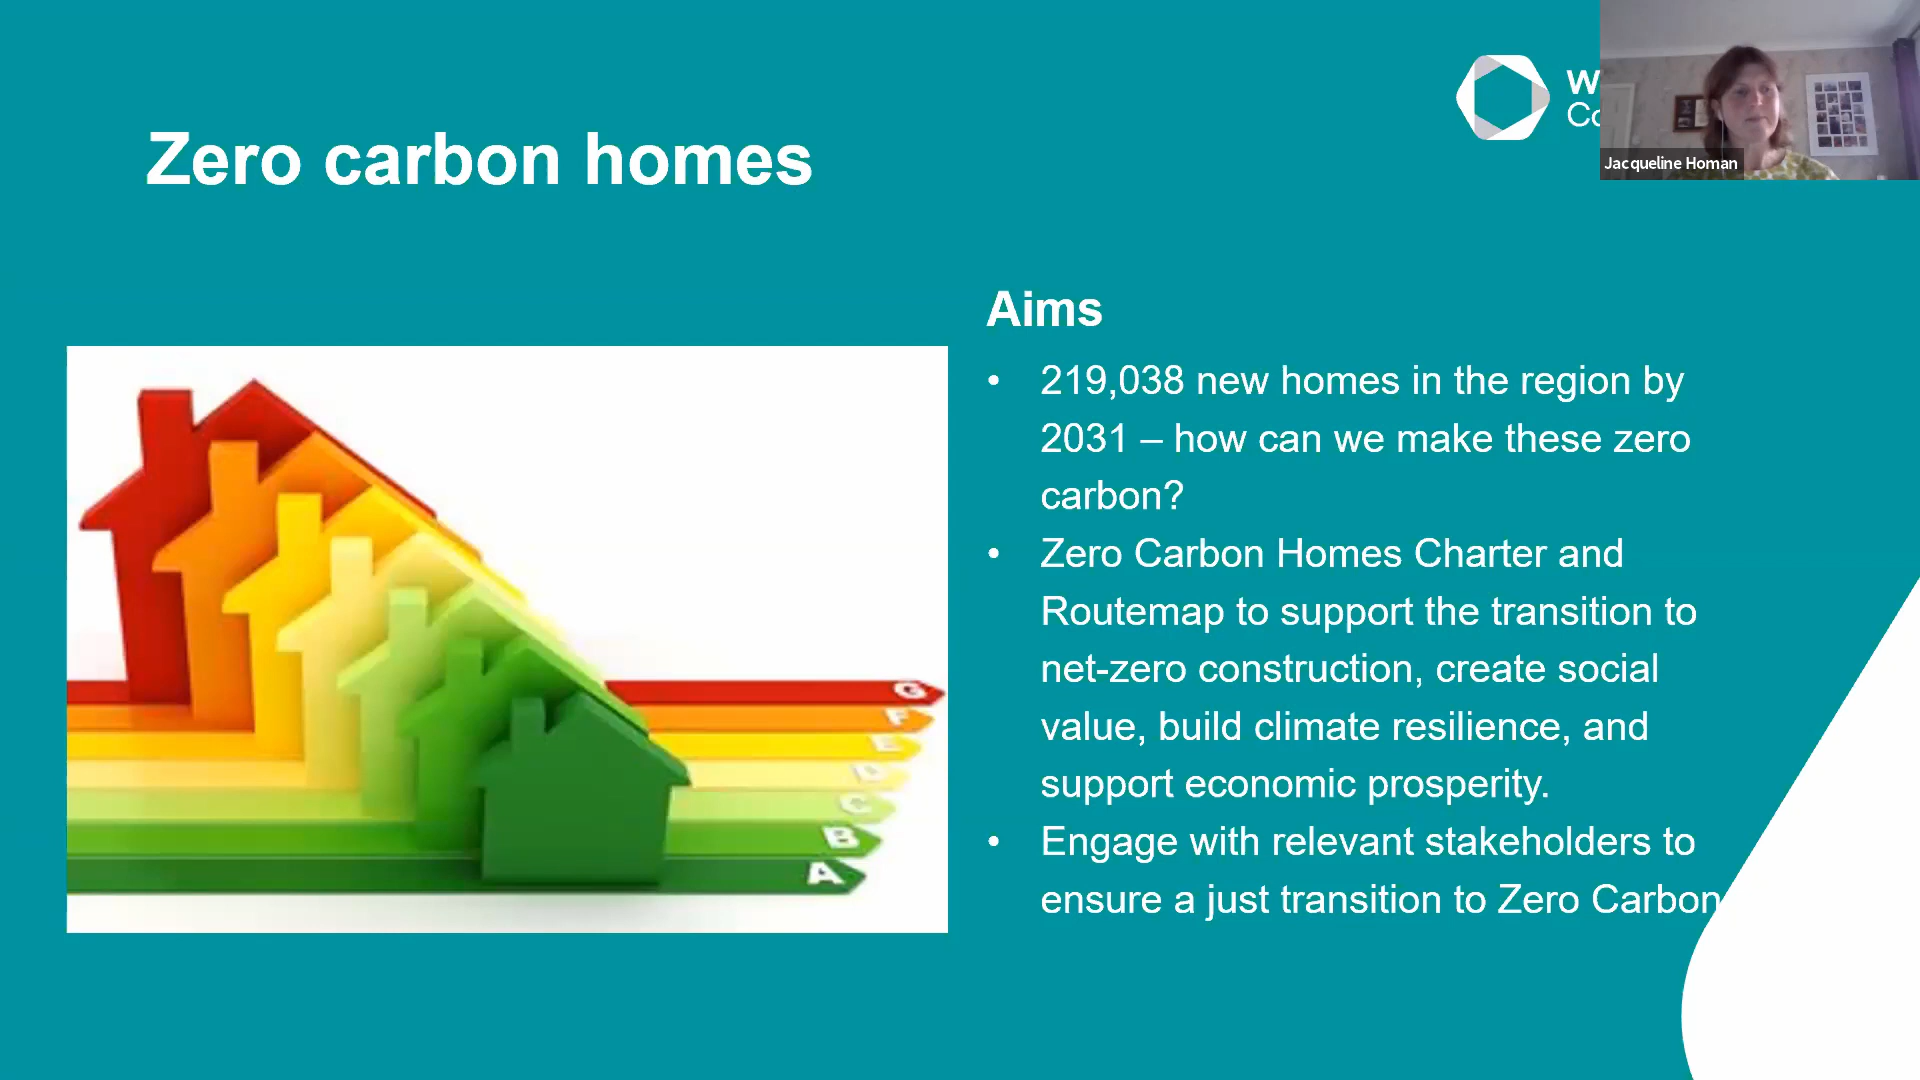 Zero carbon homes
W
Co
Jacqueline Homan
Aims
• 219,038 new homes in the region by
2031 – how can we make these zero
carbon?
• Zero Carbon Homes Charter and
Routemap to support the transition to
net-zero construction, create social
value, build climate resilience, and
support economic prosperity.
• Engage with relevant stakeholders to
ensure a just transition to Zero Carbon
G
F
E
D
C
B
A